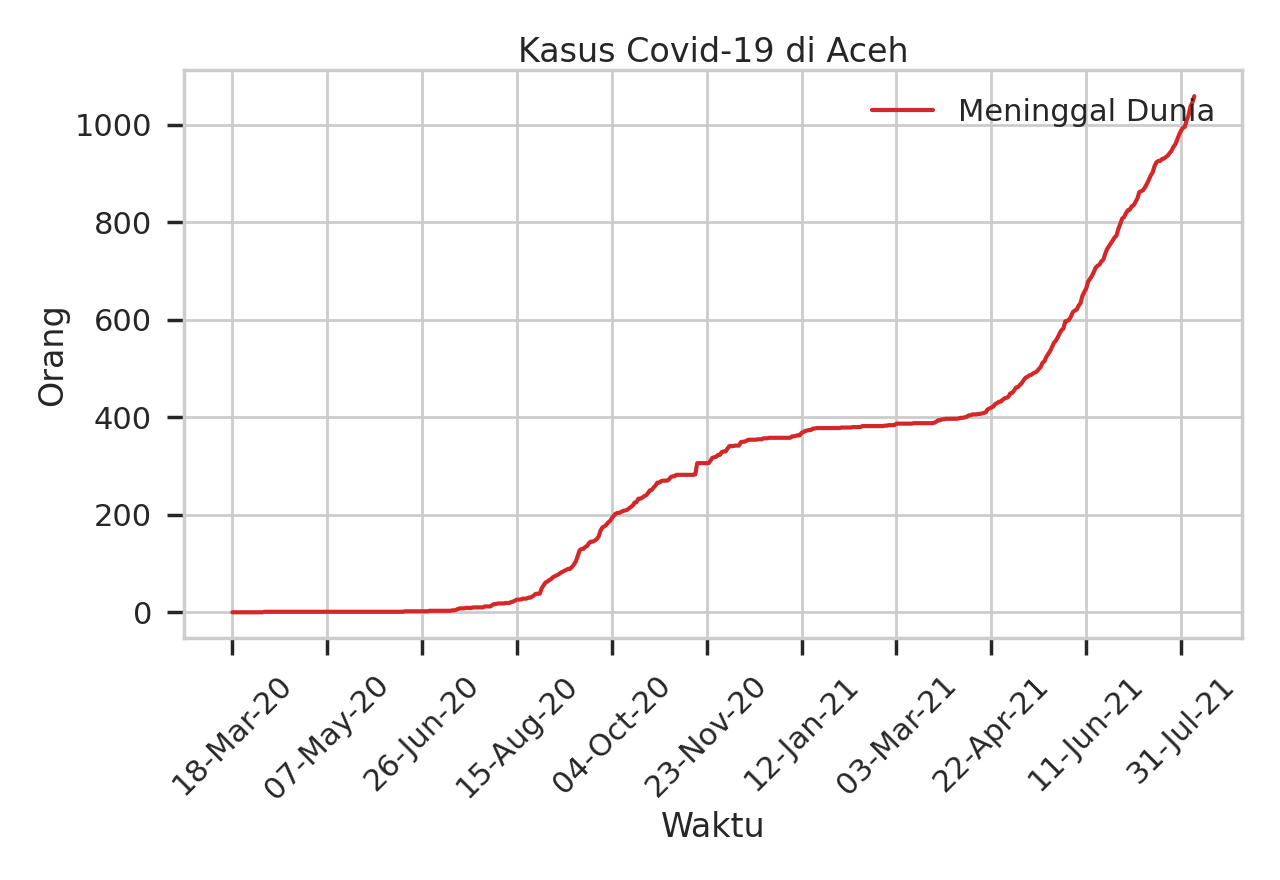 Kasus Covid-19 di Aceh
Meninggal Dunia
Orang
1000
800
600
400
200
0
18-Mar-20
07-May-20
26-Jun-20
15-Aug-20
04-Oct-20
23-Nov-20
12-Jan-21
03-Mar-21
22-Apr-21
11-Jun-21
31-Jul-21
Waktu